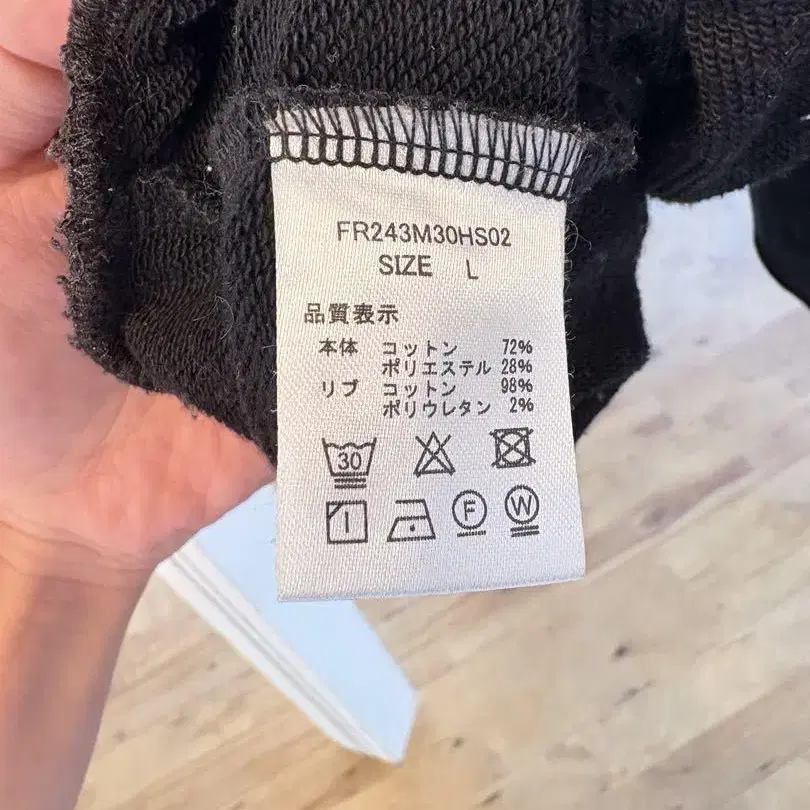 FR243M30HS02
SIZE L
品質表示
本体 コットン 72%
ポリエステル 28%
リブ コットン 98%
ポリウレタン 2%
30
F W